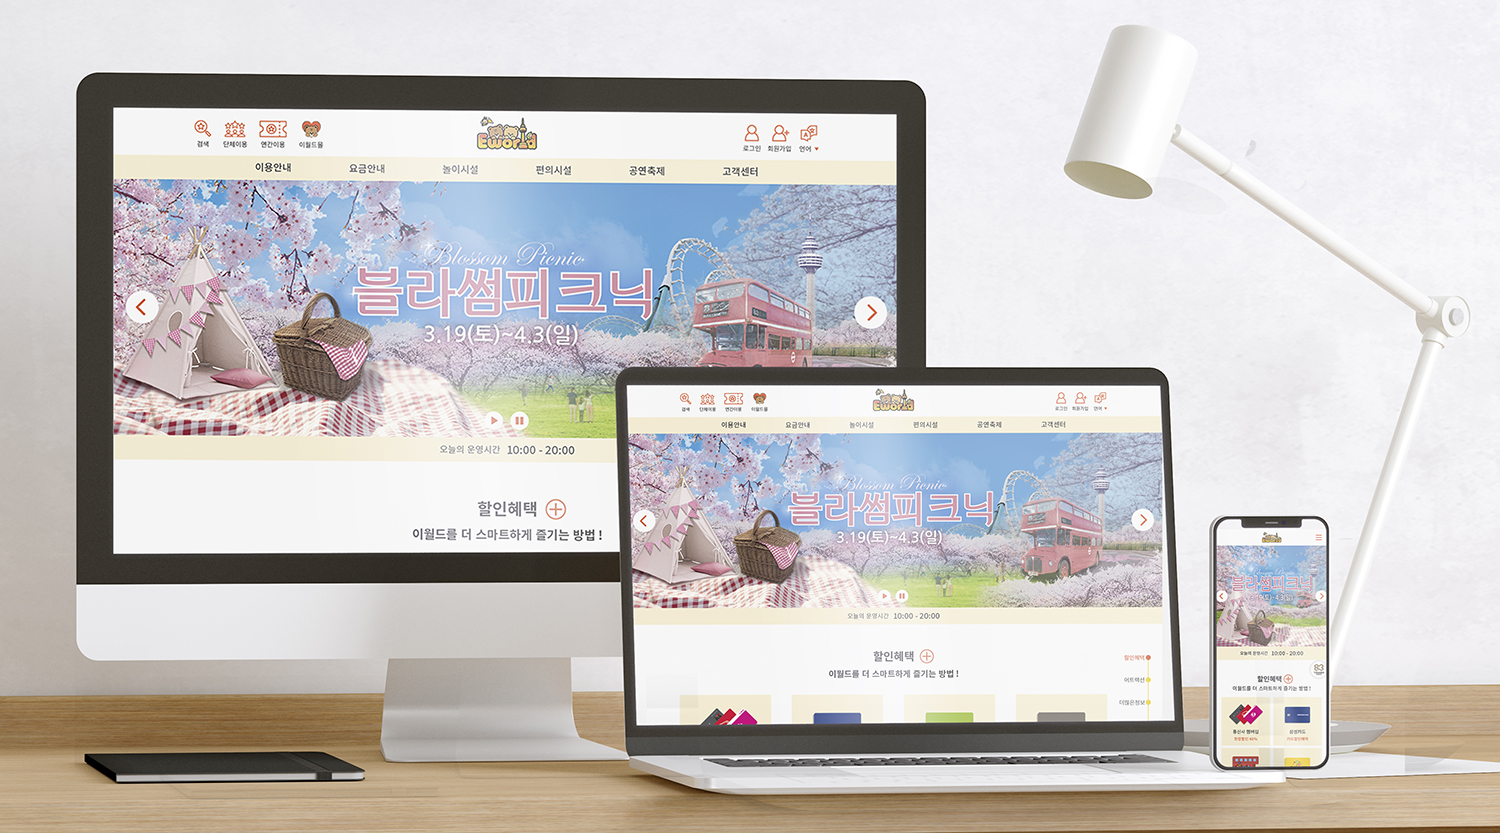 검색 단체이용 연간이용 이월드몰
Eworld
로그인 회원가입 언어
이용안내 요금안내 놀이시설 편의시설 공연축제 고객센터
Blossom Picnic
블라썸피크닉
3.19(토)~4.3(일)
오늘의 운영시간 10:00 - 20:00
할인혜택
이월드를 더 스마트하게 즐기는 방법 !
검색 단체이용 연간이용 이월드몰
Eworld
로그인 회원가입 언어
이용안내 요금안내 놀이시설 편의시설 공연축제 고객센터
Blossom Picnic
블라썸피크닉
3.19(토)~4.3(일)
오늘의 운영시간 10:00 - 20:00
할인혜택
이월드를 더 스마트하게 즐기는 방법 !
할인혜택
어트랙션
더많은정보
Eworld
블라썸피크닉
3.19(토)~4.3(일)
오늘의 운영시간 10:00 - 20:00
할인혜택
이월드를 더 스마트하게 즐기는 방법 !
통신사 멤버십
삼성카드